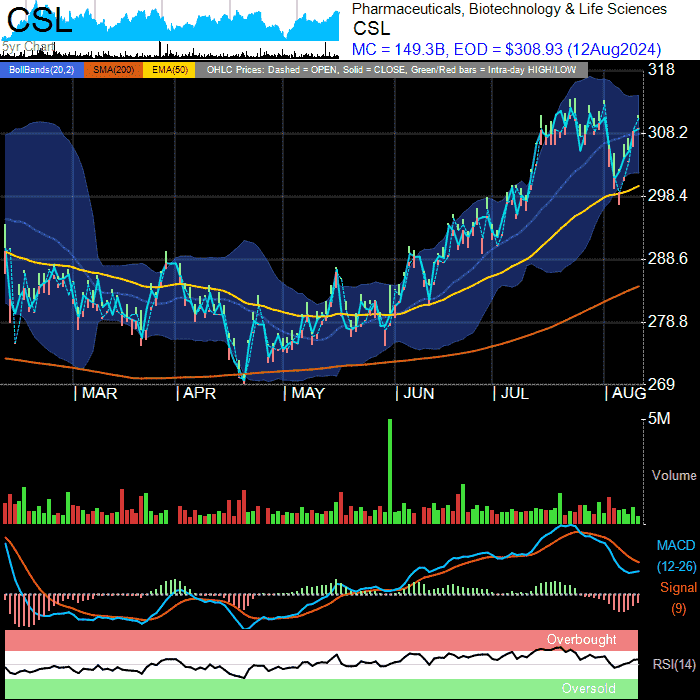 CSL
5yr Chart
Pharmaceuticals, Biotechnology & Life Sciences
CSL
MC = 149.3B, EOD = $308.93 (12Aug2024)
BollBands(20,2) SMA(200) EMA(50) OHLC Prices: Dashed = OPEN, Solid = CLOSE, Green/Red bars = Intra-day HIGH/LOW
318
308.2
298.4
288.6
278.8
269
MAR APR MAY JUN JUL AUG
5M
Volume
MACD
(12-26)
Signal
(9)
Overbought
RSI(14)
Oversold